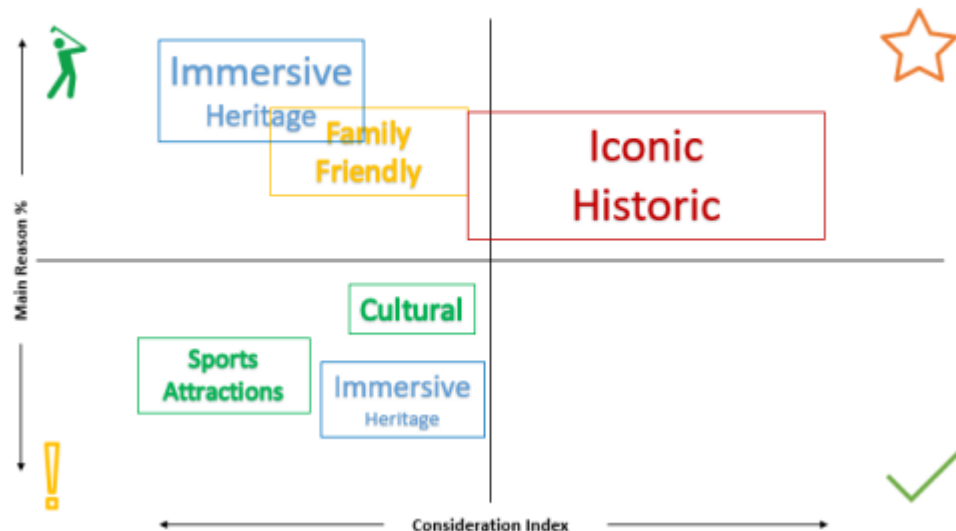 Immersive
Heritage
Family
Friendly
Iconic
Historic
Main Reason %
Cultural
Sports
Attractions
Immersive
Heritage
Consideration Index